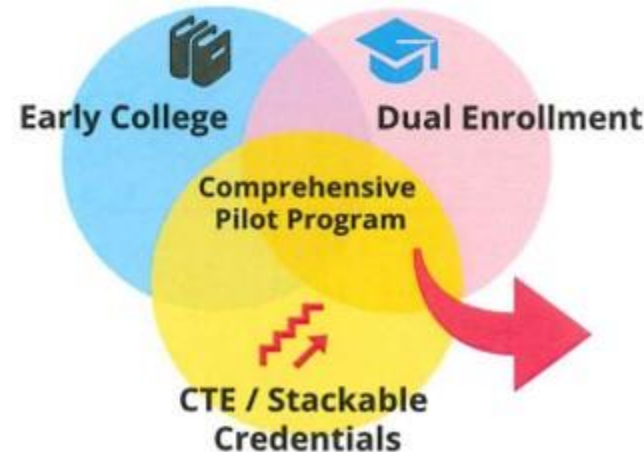 Early College
Dual Enrollment
Comprehensive
Pilot Program
CTE / Stackable
Credentials